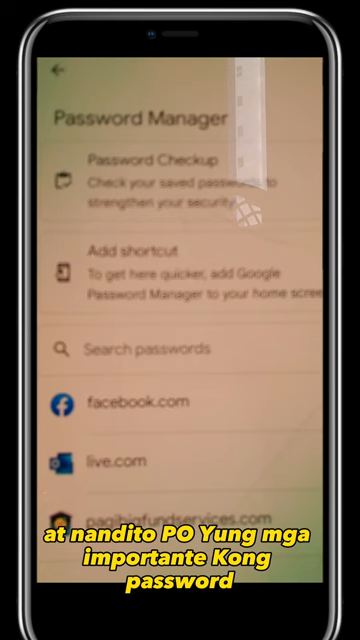 Password Manager
Password Checkup
Check your saved passwords to
strengthen your security
Add shortcut
To get here quicker, add Google
Password Manager to your home scree
Search passwords
facebook.com
live.com
pagibigfundservices.com
at nandito PO Yung mga
importante Kong
password